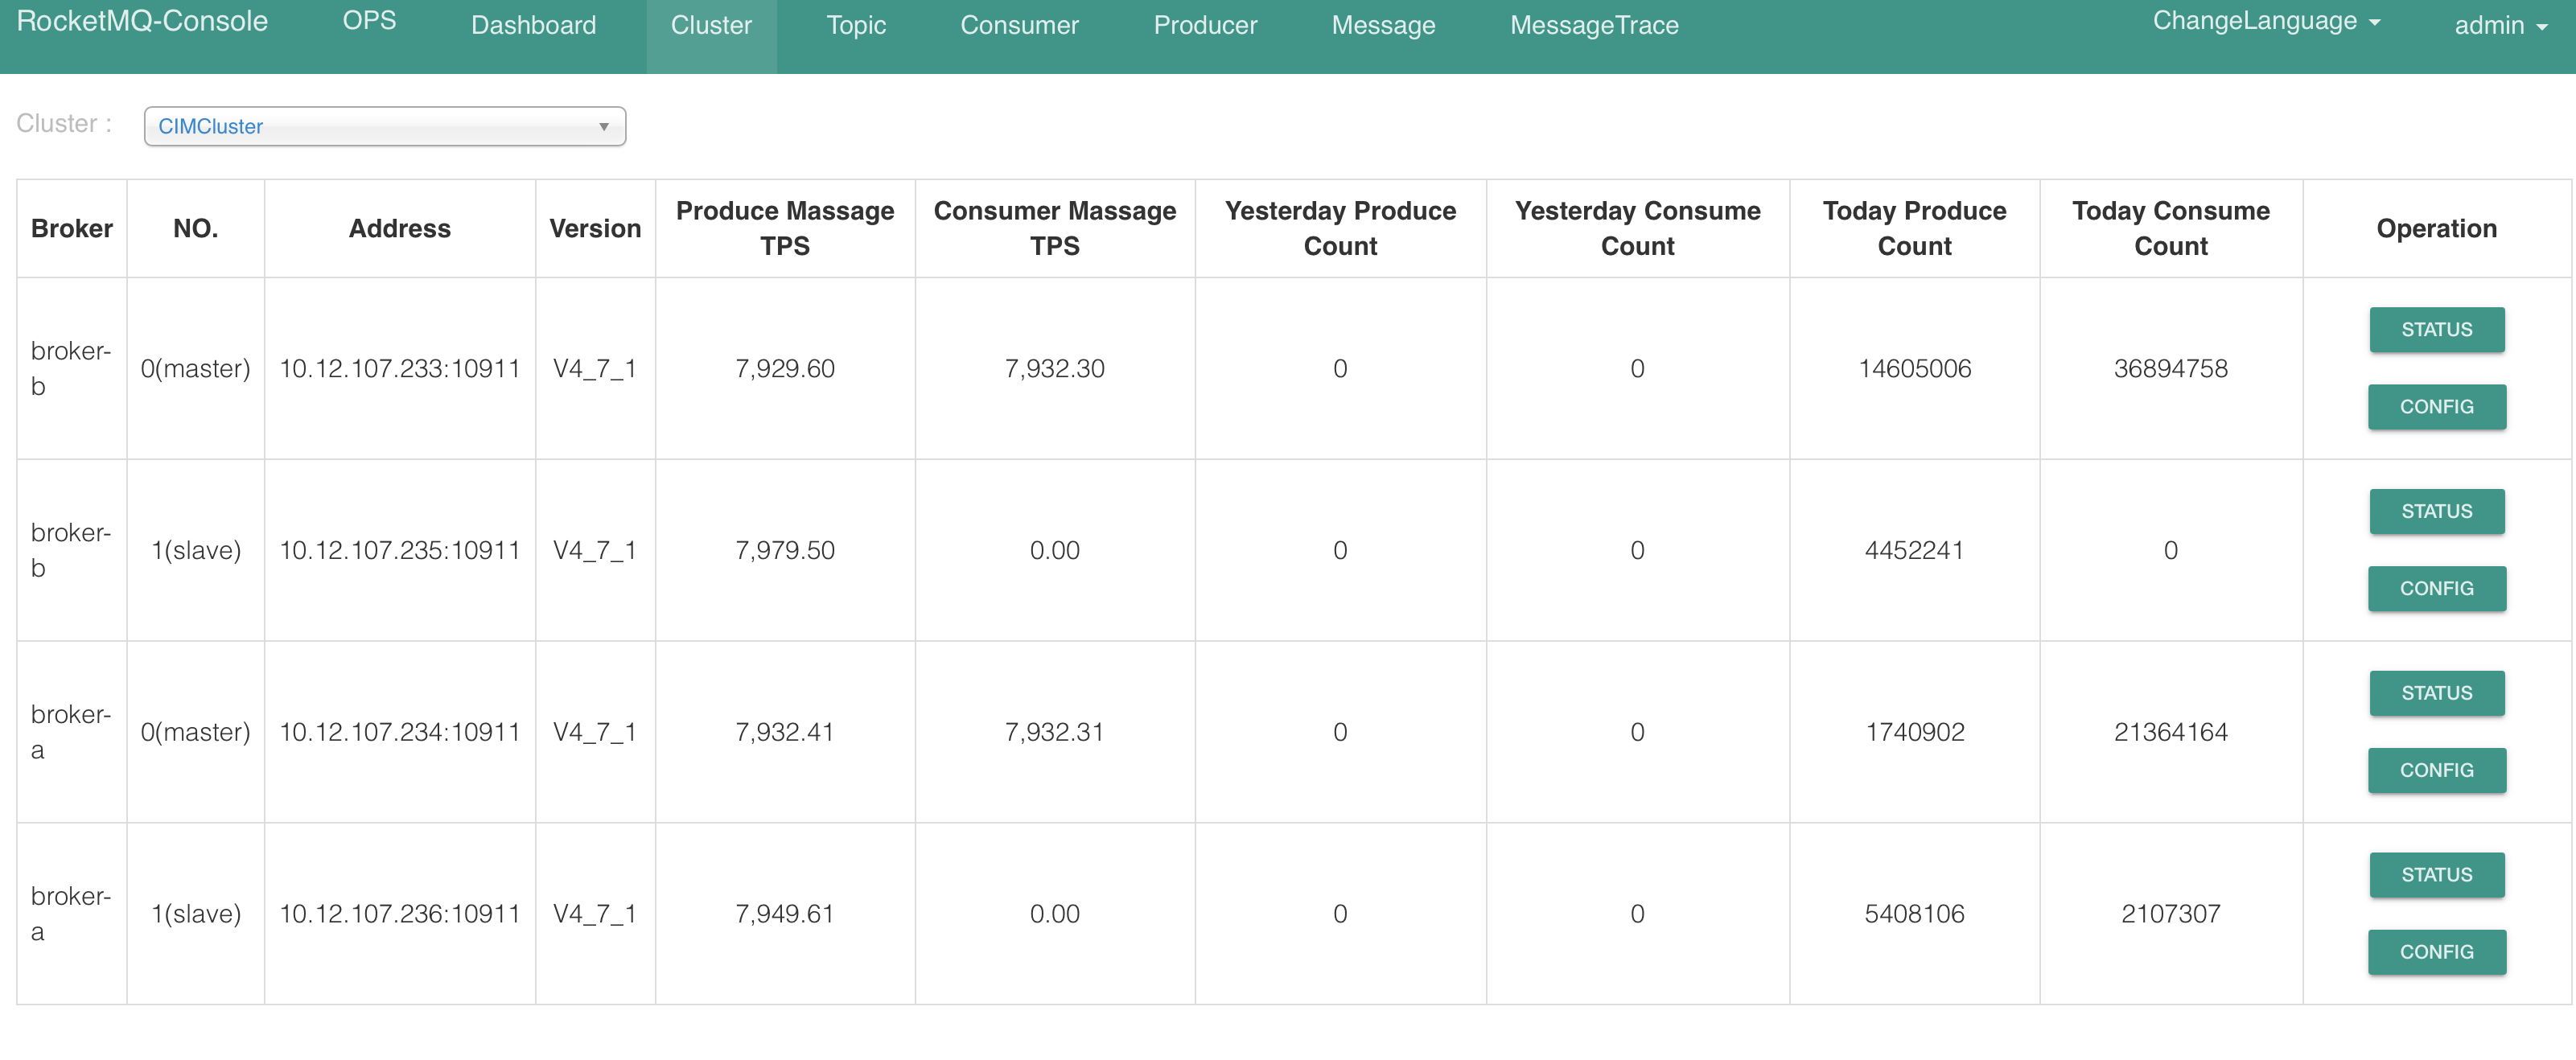 RocketMQ-Console OPS Dashboard Cluster Topic Consumer Producer Message MessageTrace ChangeLanguage admin
Cluster : CIMCluster
Broker NO. Address Version Produce Massage TPS Consumer Massage TPS Yesterday Produce Count Yesterday Consume Count Today Produce Count Today Consume Count Operation
broker-b 0(master) 10.12.107.233:10911 V4_7_1 7,929.60 7,932.30 0 0 14605006 36894758 STATUS CONFIG
broker-b 1(slave) 10.12.107.235:10911 V4_7_1 7,979.50 0.00 0 0 4452241 0 STATUS CONFIG
broker-a 0(master) 10.12.107.234:10911 V4_7_1 7,932.41 7,932.31 0 0 1740902 21364164 STATUS CONFIG
broker-a 1(slave) 10.12.107.236:10911 V4_7_1 7,949.61 0.00 0 0 5408106 2107307 STATUS CONFIG